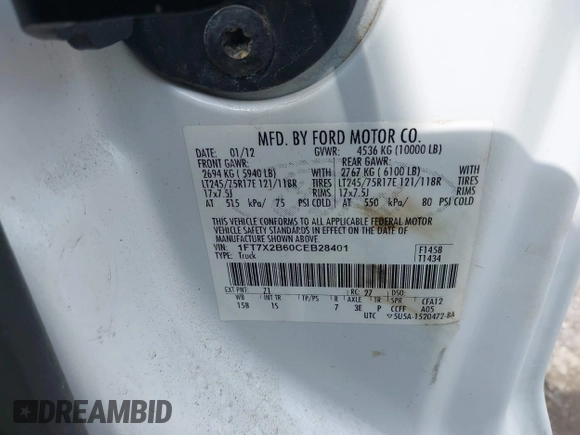 MFD. BY FORD MOTOR CO.
DATE: 01/12 GVWR: 4536 KG (10000 LB)
FRONT GAWR: REAR GAWR:
2694 KG ( 5940 LB) WITH 2767 KG ( 6100 LB) WITH
LT245/75R17E 121/118R TIRES LT245/75R17E 121/118R TIRES
17x7.5J RIMS 17x7.5J RIMS
AT 515 kPa/ 75 PSI COLD AT 550 kPa/ 80 PSI COLD
THIS VEHICLE CONFORMS TO ALL APPLICABLE FEDERAL MOTOR
VEHICLE SAFETY STANDARDS IN EFFECT ON THE DATE OF
MANUFACTURE SHOWN ABOVE.
VIN: 1FT7X2B60CEB28401 F1458
TYPE: Truck T1434
EXT PNT: Z1 RC: 27 DSO:
WB INT TR TP/PS R AXLE TR SPR CFA12
158 1S 7 3E P CCFF A05
UTC 5U5A-1520472-BA
DREAMBID